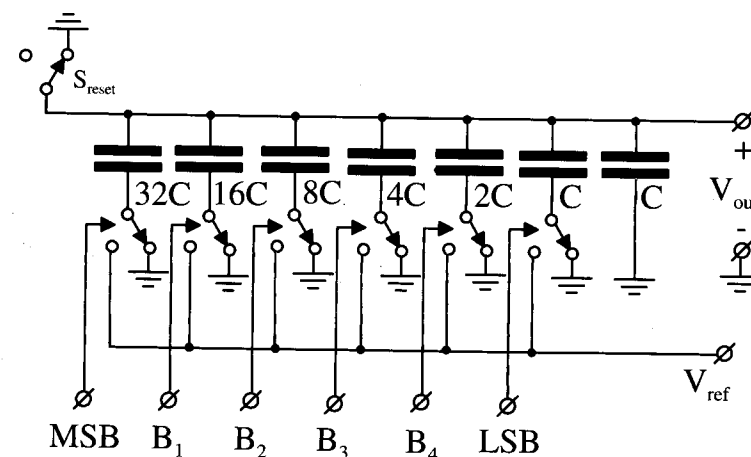 S_reset
32C 16C 8C 4C 2C C C
+
V_ou
-
V_ref
MSB B_1 B_2 B_3 B_4 LSB